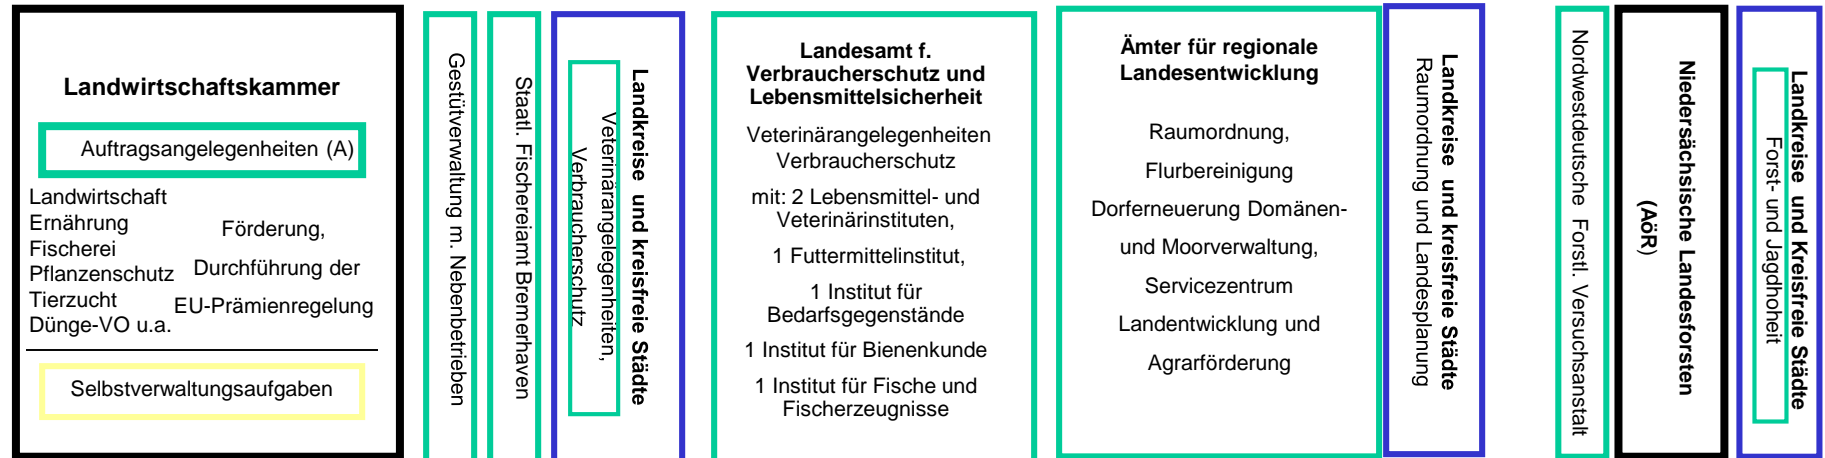 Landwirtschaftskammer
Auftragsangelegenheiten (A)
Landwirtschaft
Ernährung
Fischerei
Pflanzenschutz
Tierzucht
Dünge-VO u.a.
Förderung,
Durchführung der
EU-Prämienregelung
Selbstverwaltungsaufgaben
Gestütverwaltung m. Nebenbetrieben
Staatl. Fischereiamt Bremerhaven
Landkreise und kreisfreie Städte
Veterinärangelegenheiten,
Verbraucherschutz
Landesamt f.
Verbraucherschutz und
Lebensmittelsicherheit
Veterinärangelegenheiten
Verbraucherschutz
mit: 2 Lebensmittel- und
Veterinärinstituten,
1 Futtermittelinstitut,
1 Institut für
Bedarfsgegenstände
1 Institut für Bienenkunde
1 Institut für Fische und
Fischerzeugnisse
Ämter für regionale
Landesentwicklung
Raumordnung,
Flurbereinigung
Dorferneuerung Domänen-
und Moorverwaltung,
Servicezentrum
Landentwicklung und
Agrarförderung
Landkreise und kreisfreie Städte
Raumordnung und Landesplanung
Nordwestdeutsche Forstl. Versuchsanstalt
Niedersächsische Landesforsten
(AöR)
Landkreise und Kreisfreie Städte
Forst- und Jagdhoheit